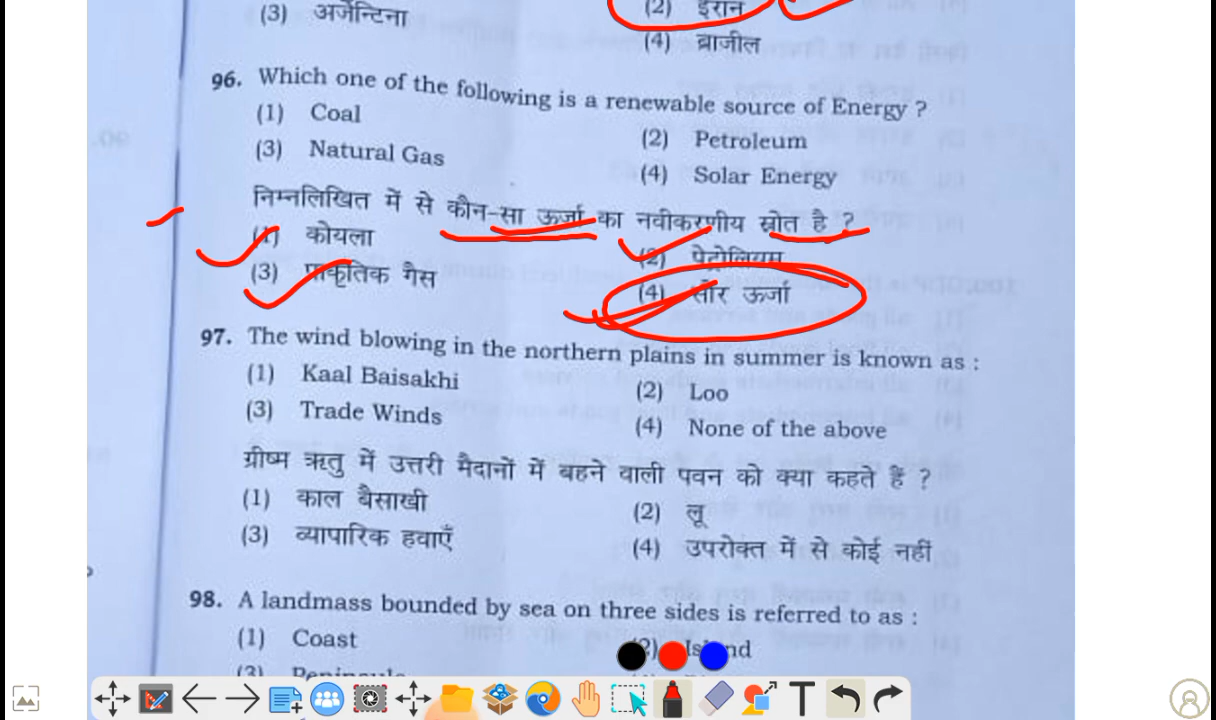 (3) अर्जेन्टिना
(2) ईरान
(4) ब्राजील
96. Which one of the following is a renewable source of Energy ?
(1) Coal
(2) Petroleum
(3) Natural Gas
(4) Solar Energy
निम्नलिखित में से कौन-सा ऊर्जा का नवीकरणीय स्रोत है ?
(1) कोयला
(2) पेट्रोलियम
(3) प्राकृतिक गैस
(4) सौर ऊर्जा
97. The wind blowing in the northern plains in summer is known as :
(1) Kaal Baisakhi
(2) Loo
(3) Trade Winds
(4) None of the above
ग्रीष्म ऋतु में उत्तरी मैदानों में बहने वाली पवन को क्या कहते हैं ?
(1) काल बैसाखी
(2) लू
(3) व्यापारिक हवाएँ
(4) उपरोक्त में से कोई नहीं
98. A landmass bounded by sea on three sides is referred to as :
(1) Coast
(2) Island
(3) Peninsula